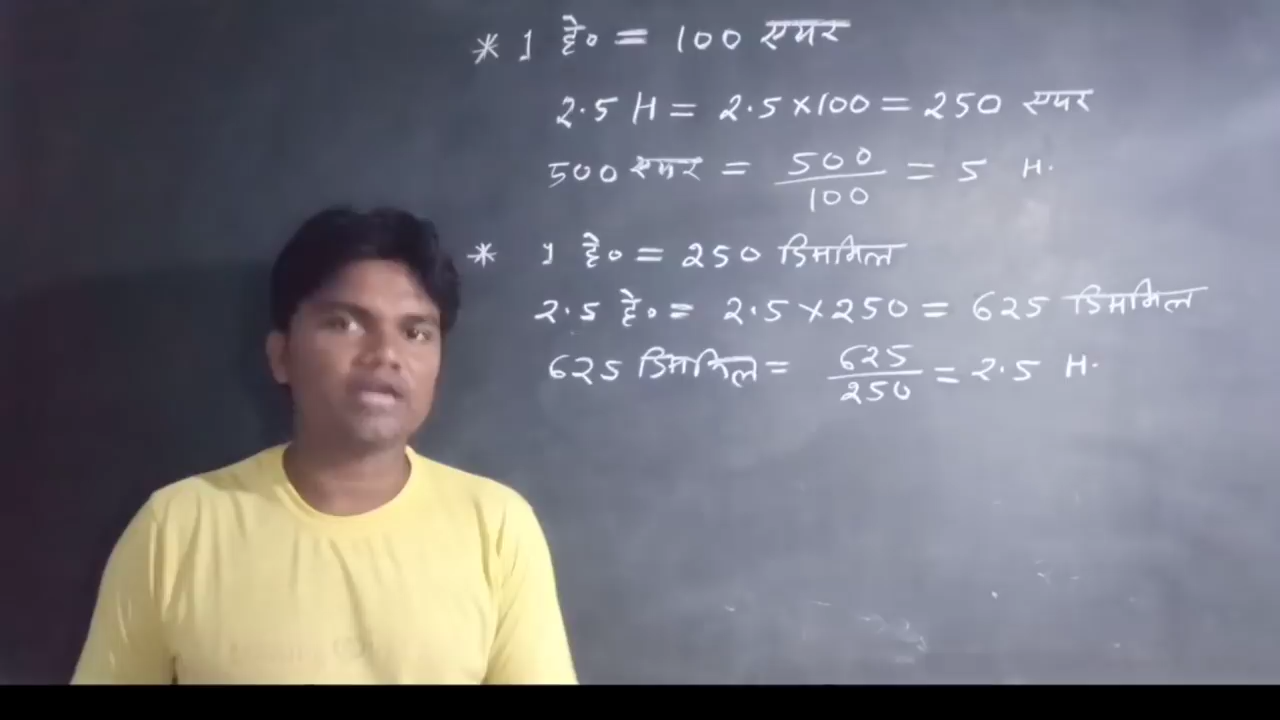 * 1 हे० = 100 एयर
2.5 H = 2.5 × 100 = 250 एयर
500 एयर = 500/100 = 5 H.
* 1 हे० = 250 डिसमिल
2.5 हे० = 2.5 × 250 = 625 डिसमिल
625 डिसमिल = 625/250 = 2.5 H.